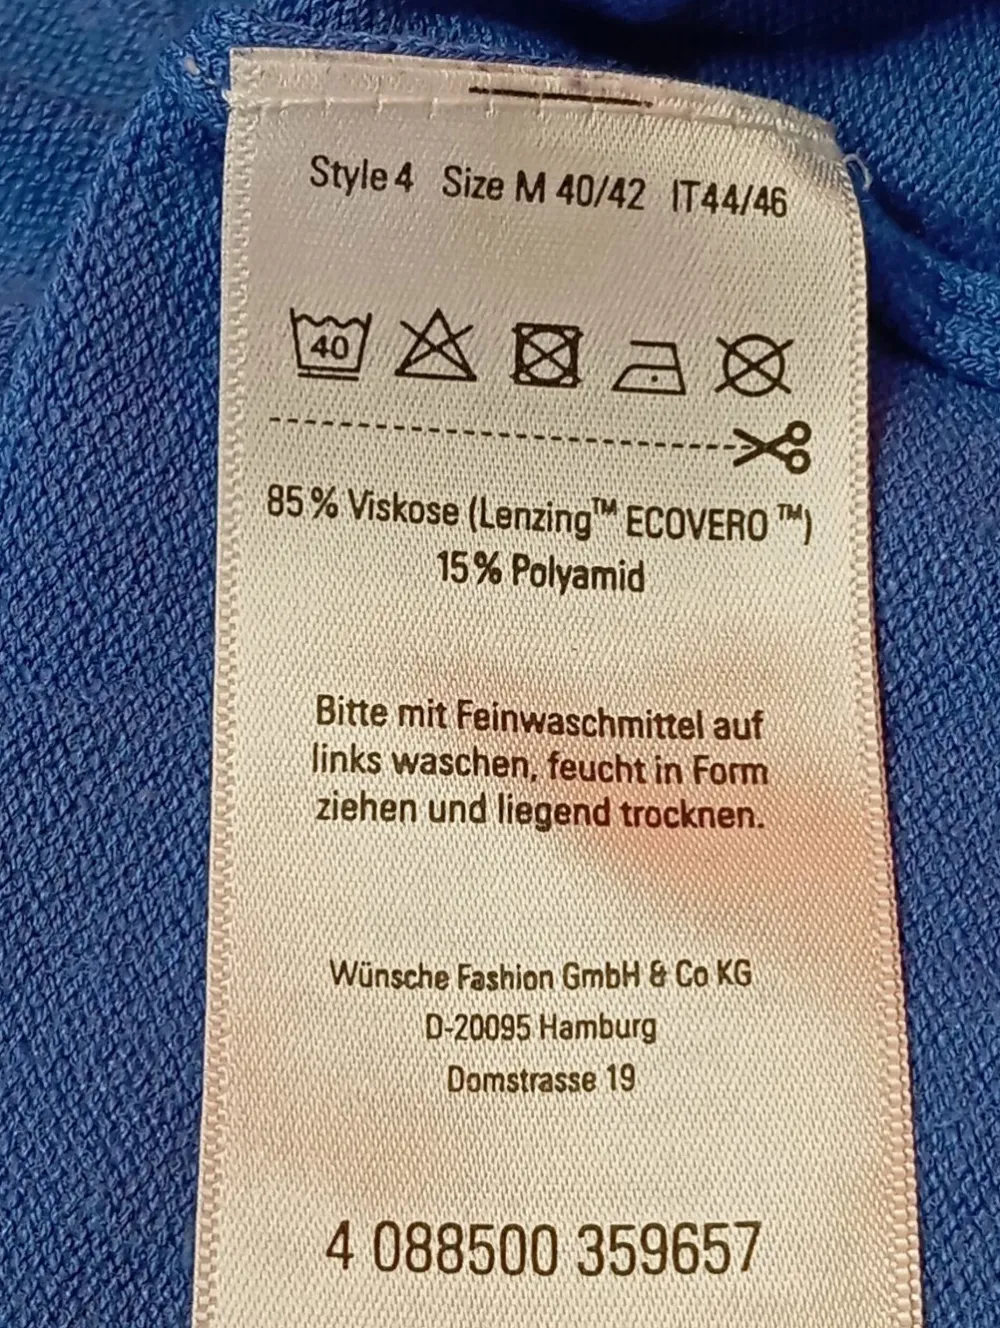 Style 4 Size M 40/42 IT44/46
40
85% Viskose (Lenzing™ ECOVERO™)
15% Polyamid
Bitte mit Feinwaschmittel auf
links waschen, feucht in Form
ziehen und liegend trocknen.
Wünsche Fashion GmbH & Co KG
D-20095 Hamburg
Domstrasse 19
4 088500 359657